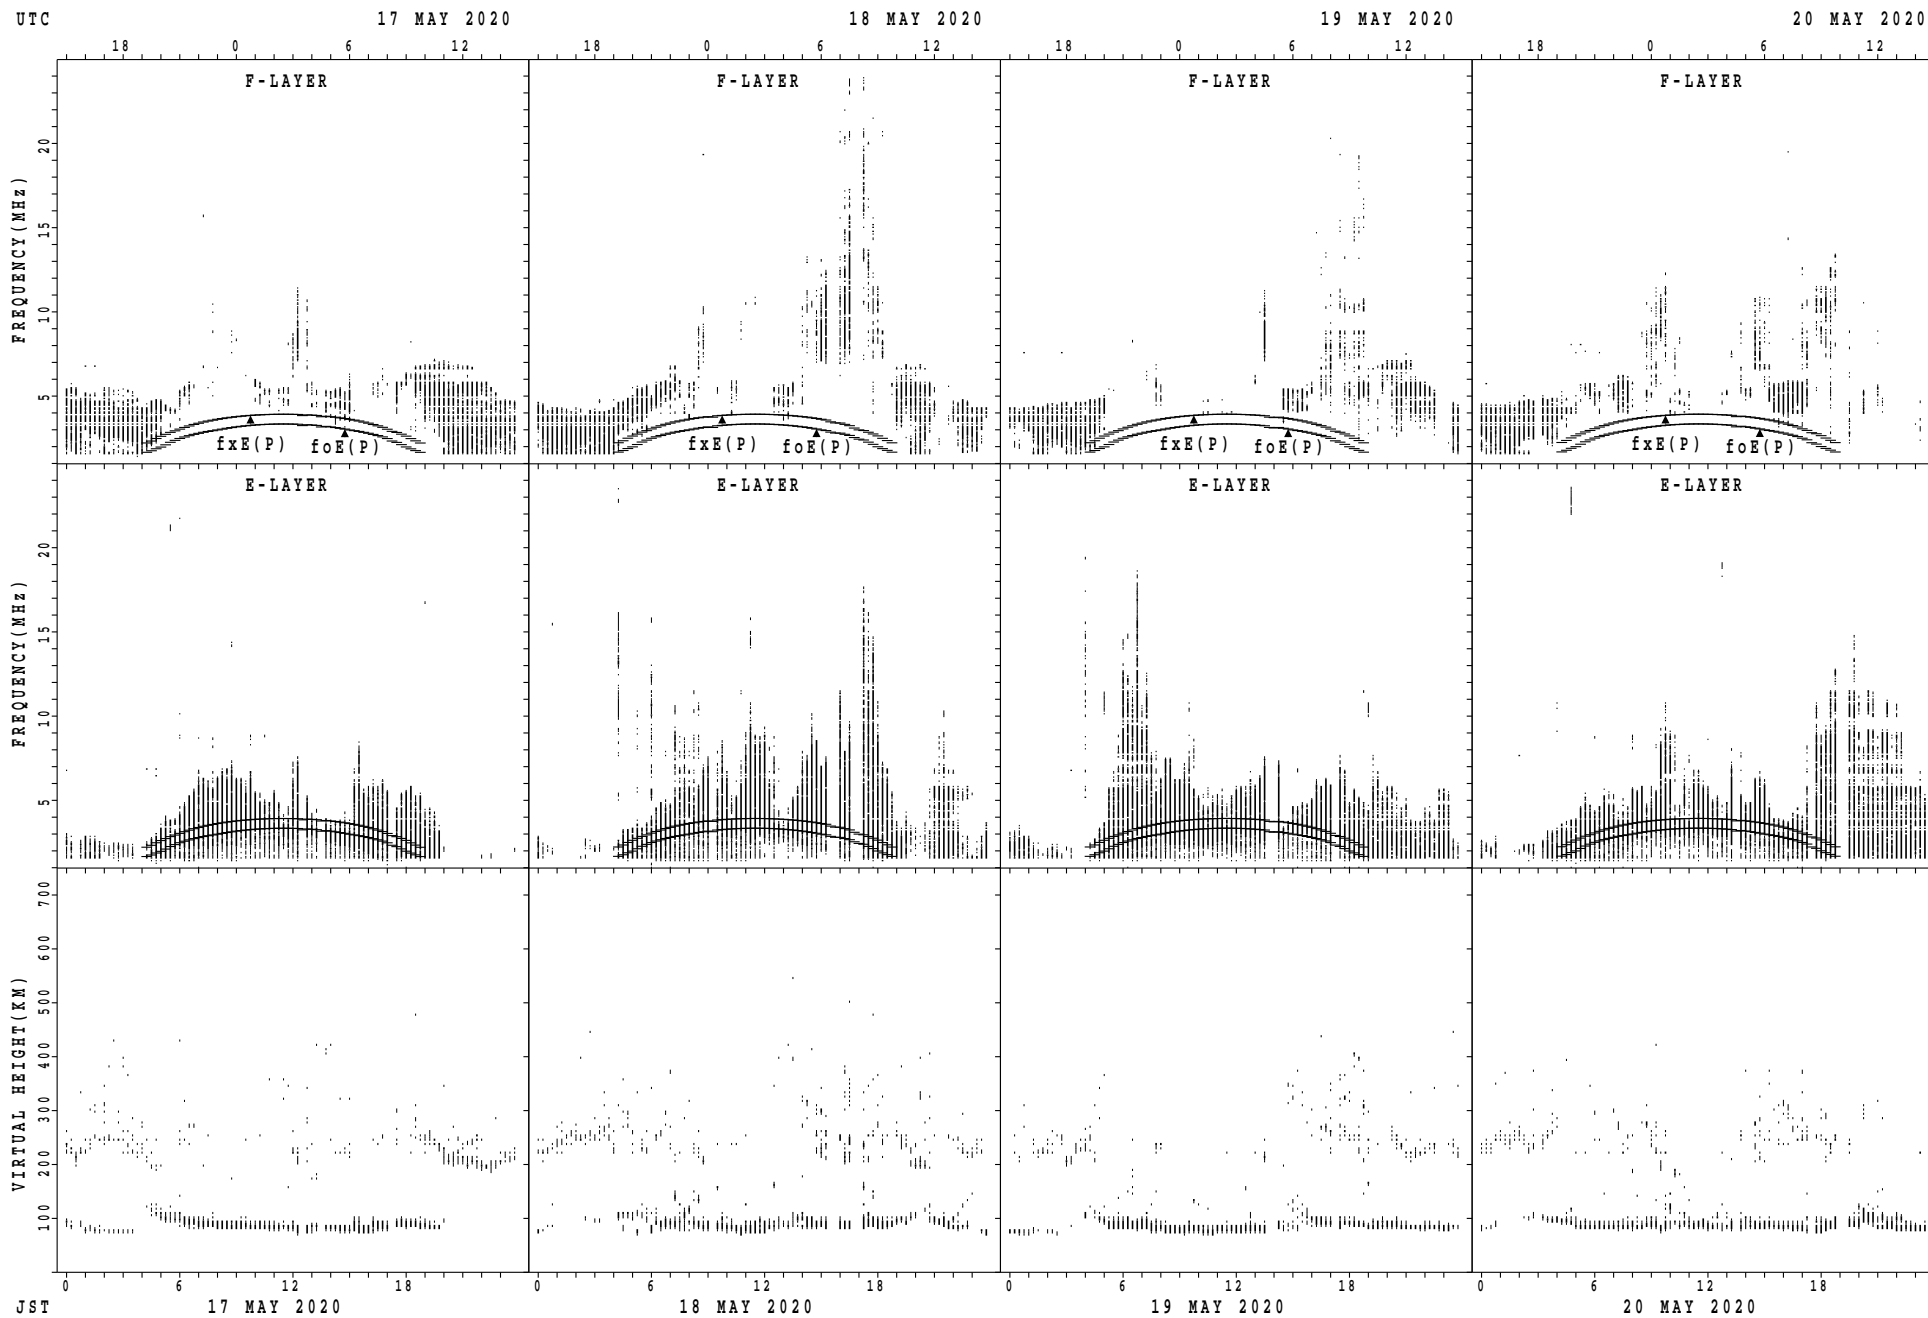 UTC 17 MAY 2020 18 MAY 2020 19 MAY 2020 20 MAY 2020
18 0 6 12 18 0 6 12 18 0 6 12 18 0 6 12
F-LAYER F-LAYER F-LAYER F-LAYER
FREQUENCY(MHz)
20
15
10
5
fxE(P) foE(P) fxE(P) foE(P) fxE(P) foE(P) fxE(P) foE(P)
E-LAYER E-LAYER E-LAYER E-LAYER
FREQUENCY(MHz)
20
15
10
5
VIRTUAL HEIGHT(KM)
700
600
500
400
300
200
100
0 6 12 18 0 6 12 18 0 6 12 18 0 6 12 18
JST 17 MAY 2020 18 MAY 2020 19 MAY 2020 20 MAY 2020